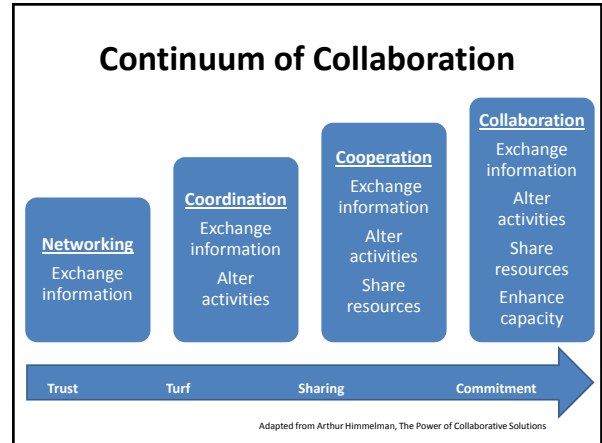 Continuum of Collaboration
Networking
Exchange
information
Coordination
Exchange
information
Alter
activities
Cooperation
Exchange
information
Alter
activities
Share
resources
Collaboration
Exchange
information
Alter
activities
Share
resources
Enhance
capacity
Trust Turf Sharing Commitment
Adapted from Arthur Himmelman, The Power of Collaborative Solutions